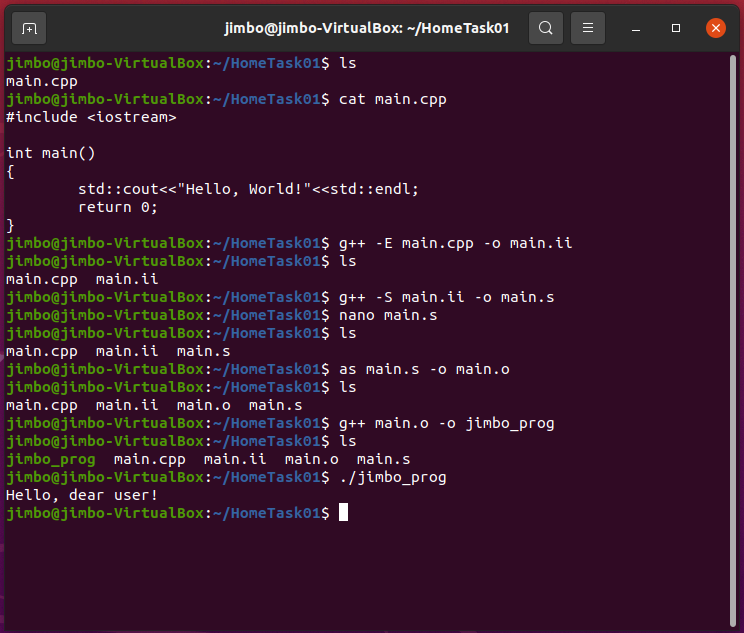 jimbo@jimbo-VirtualBox: ~/HomeTask01
jimbo@jimbo-VirtualBox:~/HomeTask01$ ls
main.cpp
jimbo@jimbo-VirtualBox:~/HomeTask01$ cat main.cpp
#include <iostream>
int main()
{
        std::cout<<"Hello, World!"<<std::endl;
        return 0;
}
jimbo@jimbo-VirtualBox:~/HomeTask01$ g++ -E main.cpp -o main.ii
jimbo@jimbo-VirtualBox:~/HomeTask01$ ls
main.cpp  main.ii
jimbo@jimbo-VirtualBox:~/HomeTask01$ g++ -S main.ii -o main.s
jimbo@jimbo-VirtualBox:~/HomeTask01$ nano main.s
jimbo@jimbo-VirtualBox:~/HomeTask01$ ls
main.cpp  main.ii  main.s
jimbo@jimbo-VirtualBox:~/HomeTask01$ as main.s -o main.o
jimbo@jimbo-VirtualBox:~/HomeTask01$ ls
main.cpp  main.ii  main.o  main.s
jimbo@jimbo-VirtualBox:~/HomeTask01$ g++ main.o -o jimbo_prog
jimbo@jimbo-VirtualBox:~/HomeTask01$ ls
jimbo_prog  main.cpp  main.ii  main.o  main.s
jimbo@jimbo-VirtualBox:~/HomeTask01$ ./jimbo_prog
Hello, dear user!
jimbo@jimbo-VirtualBox:~/HomeTask01$